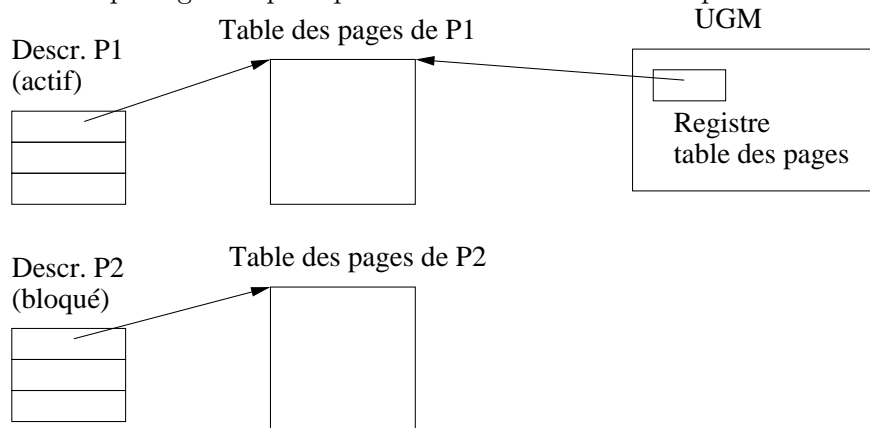 UGM
Table des pages de P1
Descr. P1
(actif)
Registre
table des pages
Table des pages de P2
Descr. P2
(bloqué)